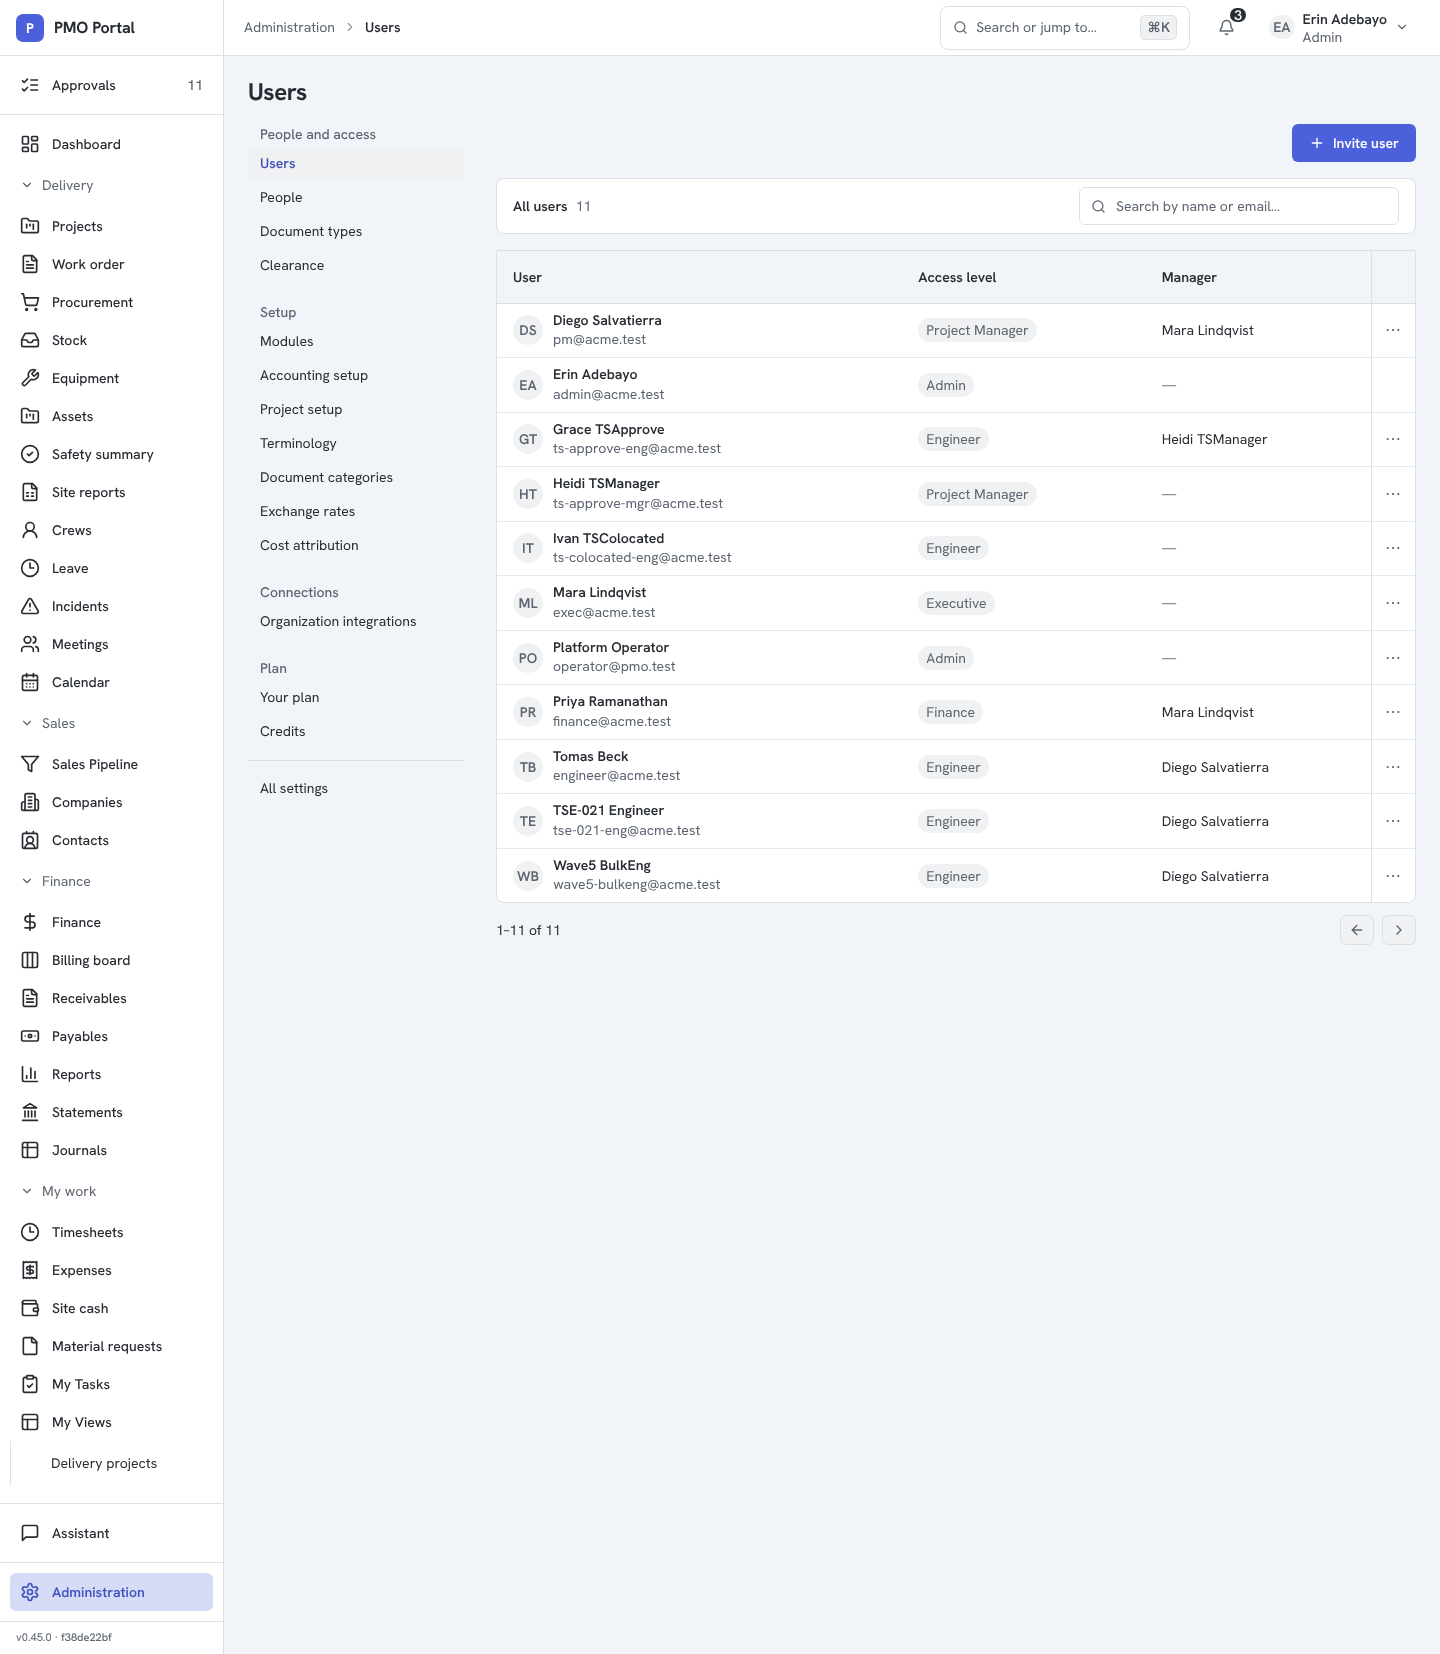 P PMO Portal
Administration > Users
Search or jump to... ⌘K
3
EA Erin Adebayo
Admin
Approvals 11
Dashboard
Delivery
Projects
Work order
Procurement
Stock
Equipment
Assets
Safety summary
Site reports
Crews
Leave
Incidents
Meetings
Calendar
Sales
Sales Pipeline
Companies
Contacts
Finance
Finance
Billing board
Receivables
Payables
Reports
Statements
Journals
My work
Timesheets
Expenses
Site cash
Material requests
My Tasks
My Views
Delivery projects
Assistant
Administration
v0.45.0 · f38de22bf
Users
People and access
Users
People
Document types
Clearance
Setup
Modules
Accounting setup
Project setup
Terminology
Document categories
Exchange rates
Cost attribution
Connections
Organization integrations
Plan
Your plan
Credits
All settings
+ Invite user
All users 11
Search by name or email...
User Access level Manager
DS Diego Salvatierra Project Manager Mara Lindqvist ...
pm@acme.test
EA Erin Adebayo Admin —
admin@acme.test
GT Grace TSApprove Engineer Heidi TSManager ...
ts-approve-eng@acme.test
HT Heidi TSManager Project Manager — ...
ts-approve-mgr@acme.test
IT Ivan TSColocated Engineer — ...
ts-colocated-eng@acme.test
ML Mara Lindqvist Executive — ...
exec@acme.test
PO Platform Operator Admin — ...
operator@pmo.test
PR Priya Ramanathan Finance Mara Lindqvist ...
finance@acme.test
TB Tomas Beck Engineer Diego Salvatierra ...
engineer@acme.test
TE TSE-021 Engineer Engineer Diego Salvatierra ...
tse-021-eng@acme.test
WB Wave5 BulkEng Engineer Diego Salvatierra ...
wave5-bulkeng@acme.test
1–11 of 11